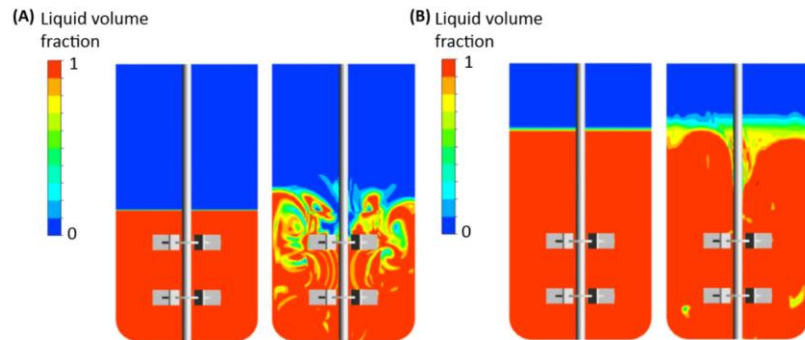 (A) Liquid volume
fraction
1
0
(B) Liquid volume
fraction
1
0